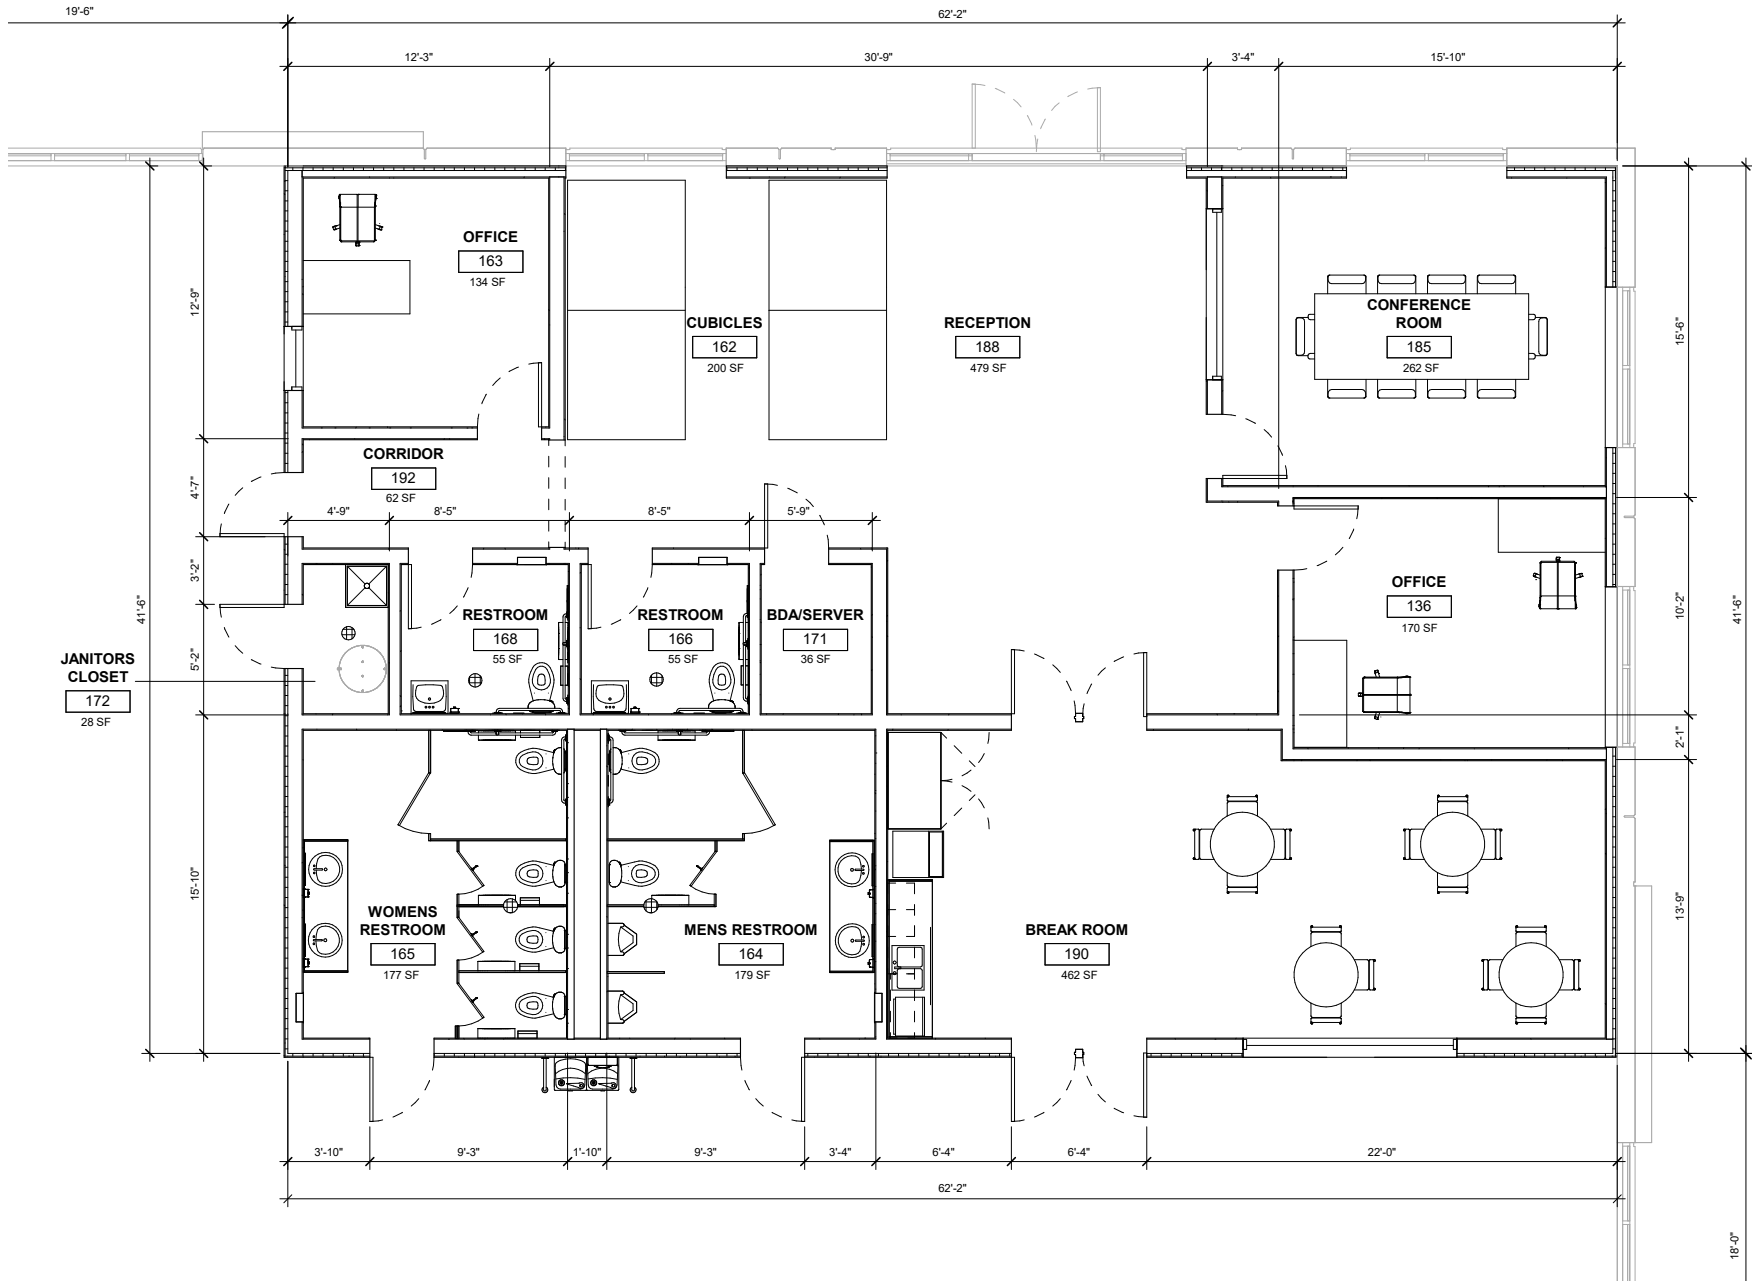 19'-6"
62'-2"
12'-3"
30'-9"
3'-4"
15'-10"
OFFICE
163
134 SF
12'-9"
CUBICLES
162
200 SF
RECEPTION
188
479 SF
CONFERENCE
ROOM
185
262 SF
15'-6"
CORRIDOR
192
62 SF
4'-7"
4'-9"
8'-5"
8'-5"
5'-9"
3'-2"
41'-6"
5'-2"
JANITORS
CLOSET
172
28 SF
RESTROOM
168
55 SF
RESTROOM
166
55 SF
BDA/SERVER
171
36 SF
OFFICE
136
170 SF
10'-2"
41'-6"
2'-1"
15'-10"
WOMENS
RESTROOM
165
177 SF
MENS RESTROOM
164
179 SF
BREAK ROOM
190
462 SF
13'-9"
3'-10"
9'-3"
1'-10"
9'-3"
3'-4"
6'-4"
6'-4"
22'-0"
62'-2"
18'-0"